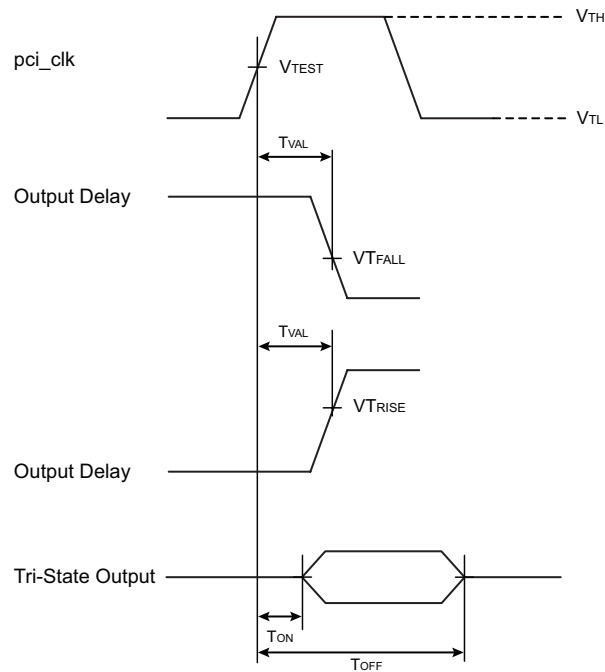 VTH
pci_clk
VTEST
VTL
TVAL
Output Delay
VTFALL
TVAL
VTRISE
Output Delay
Tri-State Output
TON
TOFF